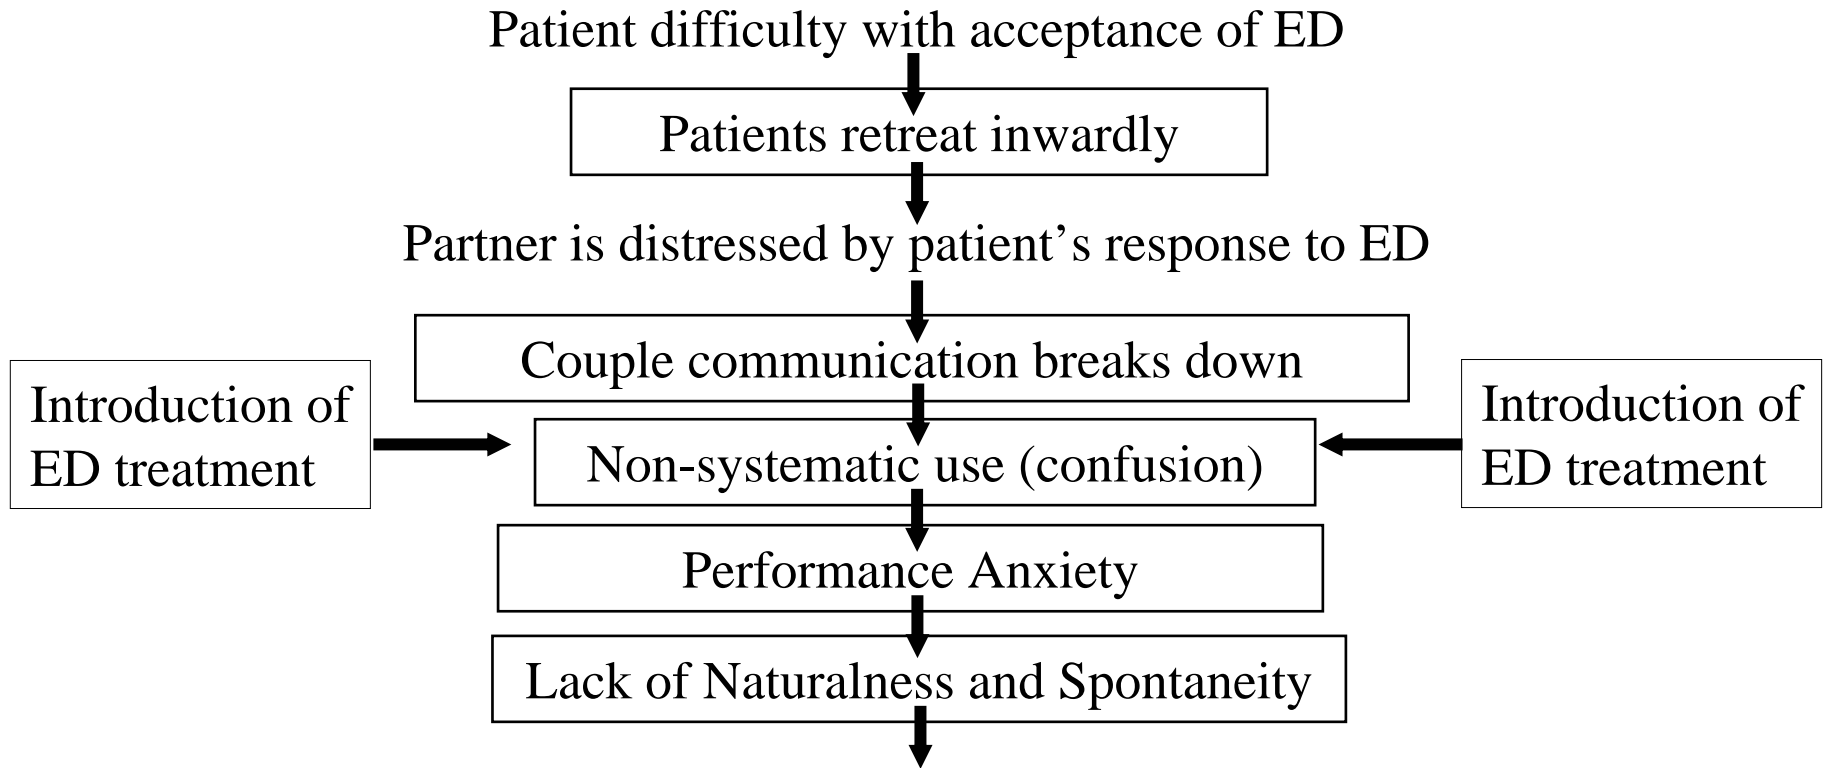 Patient difficulty with acceptance of ED
Patients retreat inwardly
Partner is distressed by patient’s response to ED
Couple communication breaks down
Introduction of
ED treatment
Non-systematic use (confusion)
Introduction of
ED treatment
Performance Anxiety
Lack of Naturalness and Spontaneity